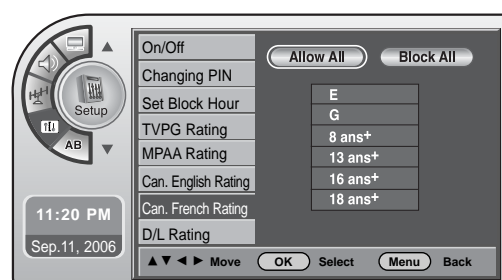 Setup
AB
11:20 PM
Sep.11, 2006
On/Off
Changing PIN
Set Block Hour
TVPG Rating
MPAA Rating
Can. English Rating
Can. French Rating
D/L Rating
Allow All
Block All
E
G
8 ans+
13 ans+
16 ans+
18 ans+
▲ ▼ ◄ ► Move OK Select Menu Back